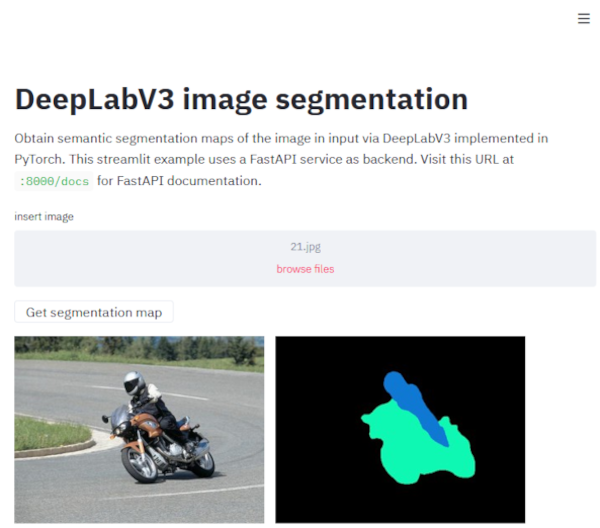 DeepLabV3 image segmentation
Obtain semantic segmentation maps of the image in input via DeepLabV3 implemented in
PyTorch. This streamlit example uses a FastAPI service as backend. Visit this URL at
:8000/docs for FastAPI documentation.
insert image
21.jpg
browse files
Get segmentation map